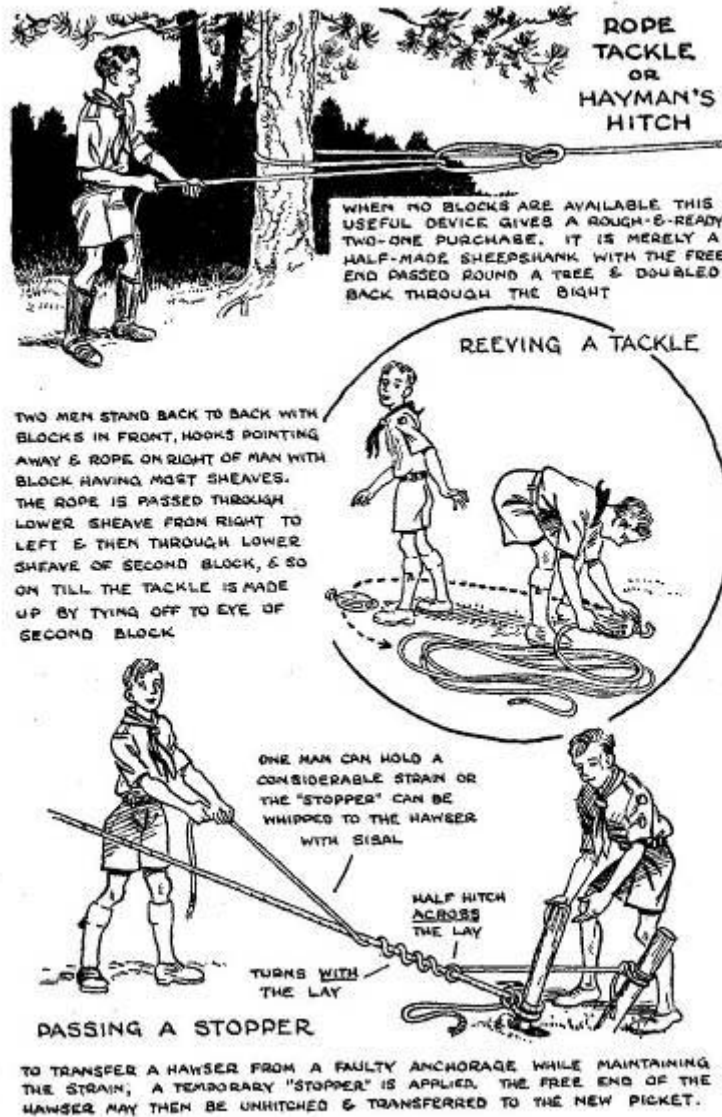 ROPE
TACKLE
OR
HAYMAN'S
HITCH
WHEN NO BLOCKS ARE AVAILABLE THIS
USEFUL DEVICE GIVES A ROUGH-&-READY
TWO-ONE PURCHASE. IT IS MERELY A
HALF-MADE SHEEPSHANK WITH THE FREE
END PASSED ROUND A TREE & DOUBLED
BACK THROUGH THE BIGHT
REEVING A TACKLE
TWO MEN STAND BACK TO BACK WITH
BLOCKS IN FRONT, HOOKS POINTING
AWAY & ROPE ON RIGHT OF MAN WITH
BLOCK HAVING MOST SHEAVES.
THE ROPE IS PASSED THROUGH
LOWER SHEAVE FROM RIGHT TO
LEFT & THEN THROUGH LOWER
SHEAVE OF SECOND BLOCK, & SO
ON TILL THE TACKLE IS MADE
UP BY TYING OFF TO EYE OF
SECOND BLOCK
ONE MAN CAN HOLD A
CONSIDERABLE STRAIN OR
THE "STOPPER" CAN BE
WHIPPED TO THE HAWSER
WITH SISAL
HALF HITCH
ACROSS
THE LAY
TURNS WITH
THE LAY
PASSING A STOPPER
TO TRANSFER A HAWSER FROM A FAULTY ANCHORAGE WHILE MAINTAINING
THE STRAIN, A TEMPORARY "STOPPER" IS APPLIED. THE FREE END OF THE
HAWSER MAY THEN BE UNHITCHED & TRANSFERRED TO THE NEW PICKET.